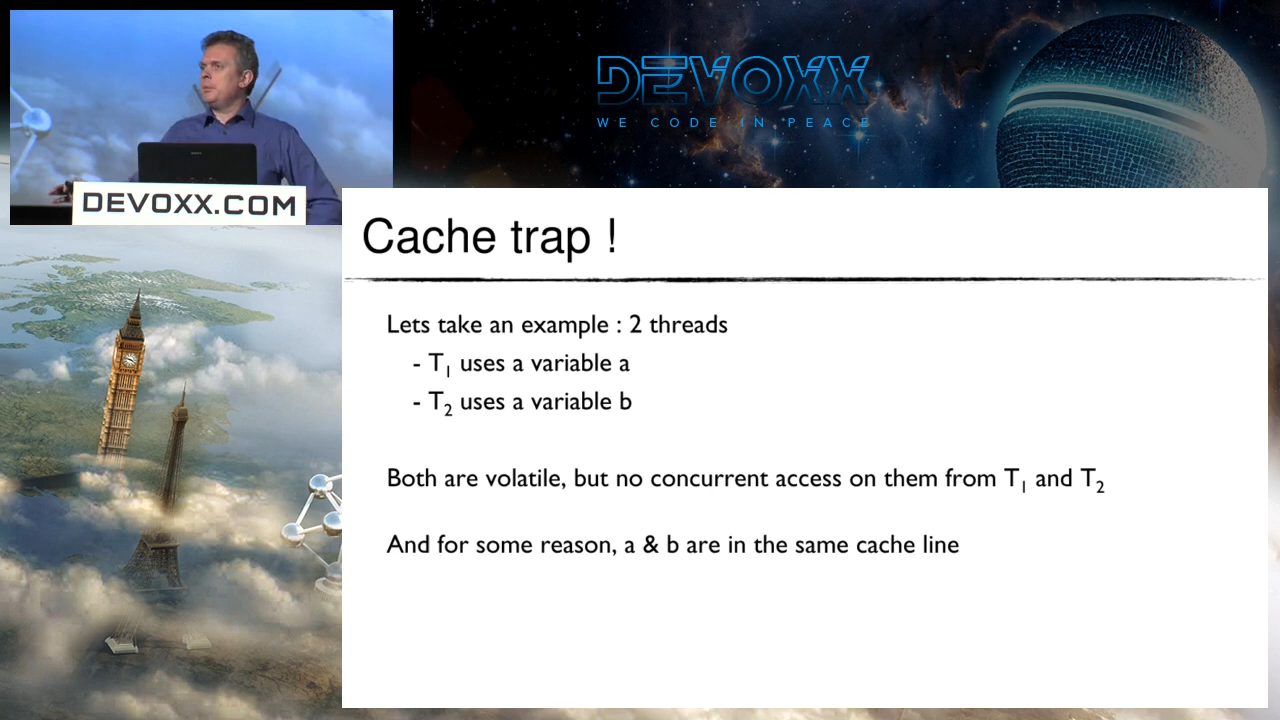 DEVOXX
WE CODE IN PEACE
DEVOXX.COM
Cache trap !
Lets take an example : 2 threads
- T1 uses a variable a
- T2 uses a variable b
Both are volatile, but no concurrent access on them from T1 and T2
And for some reason, a & b are in the same cache line